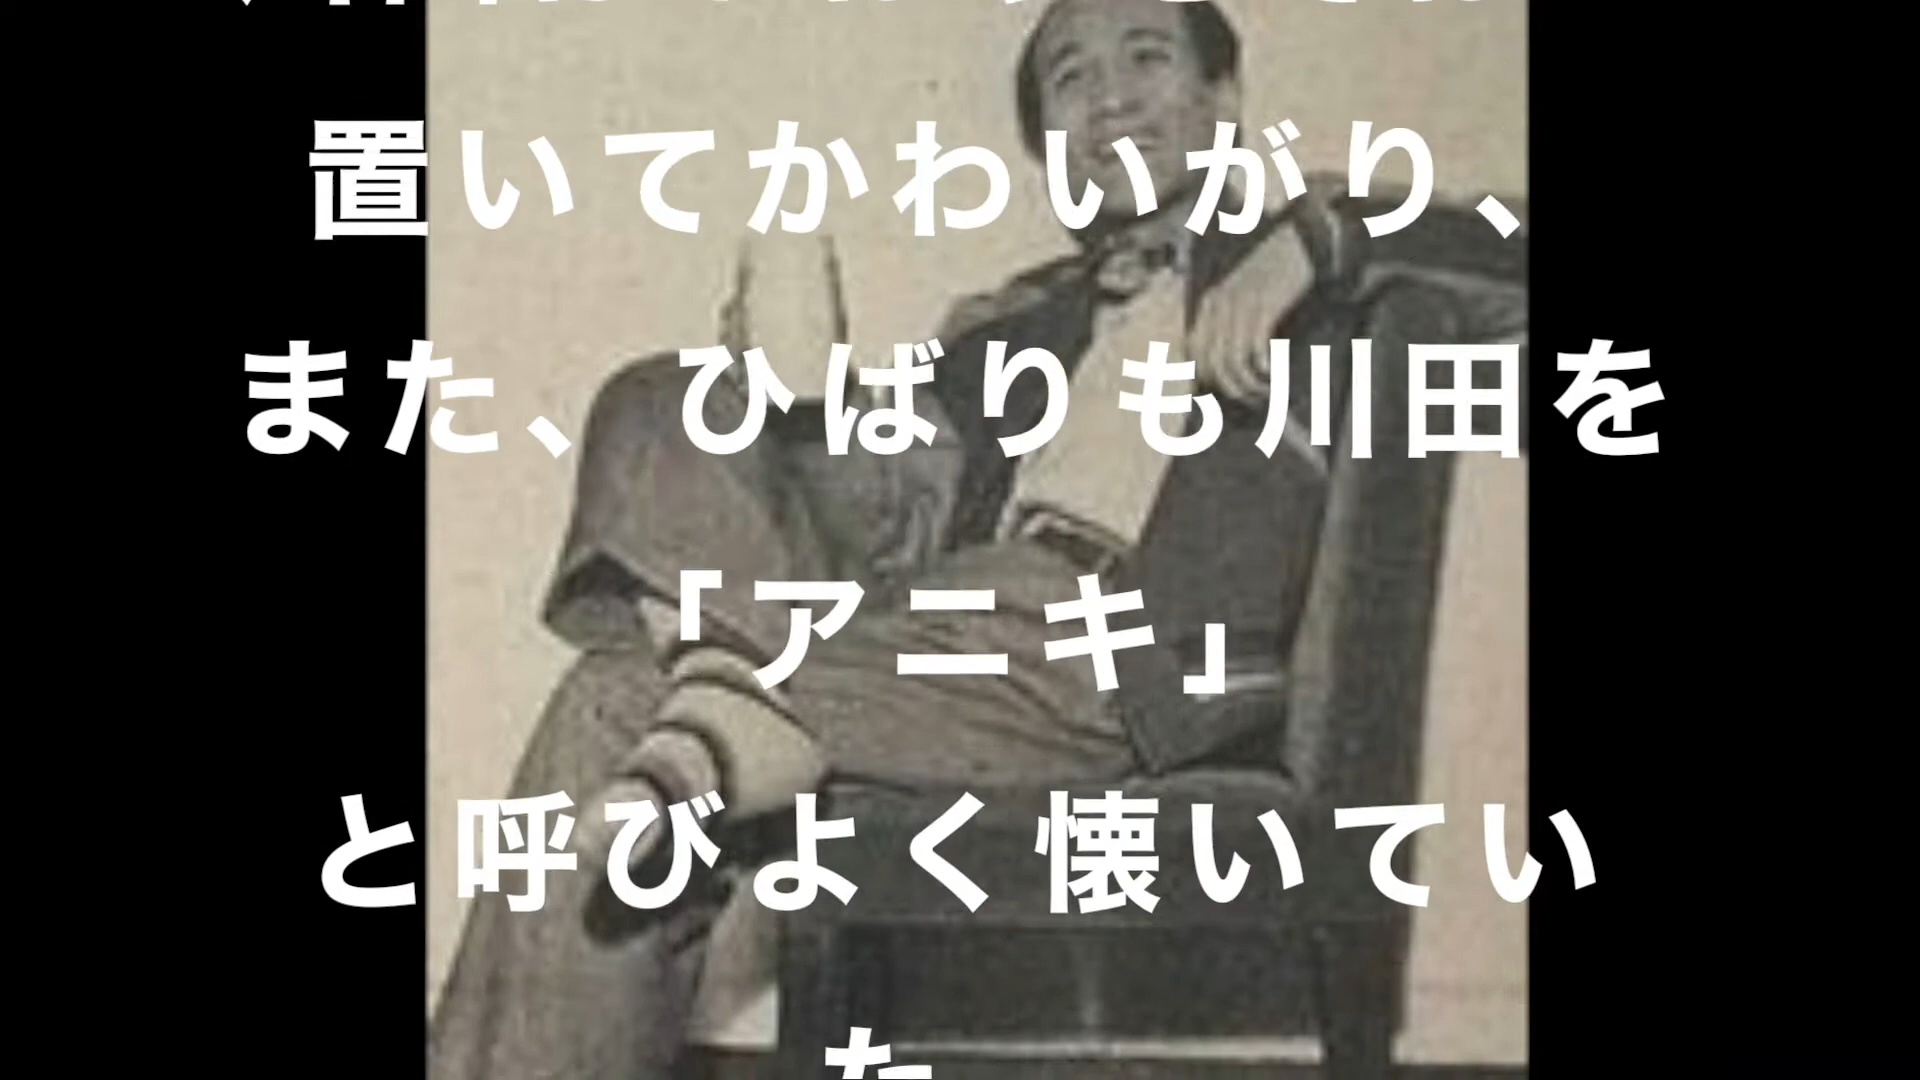 置いてかわいがり、
また、ひばりも川田を
「アニキ」
と呼びよく懐いてい
た